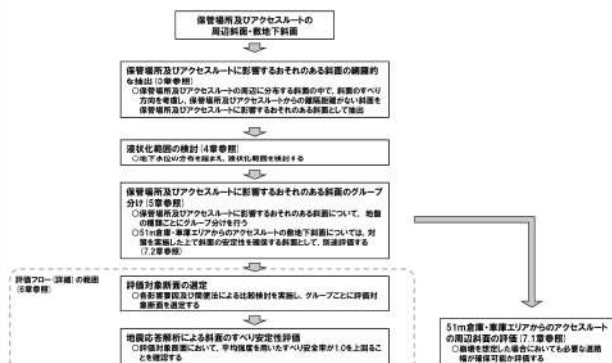 保管場所及びアクセスルートの
周辺斜面・敷地下斜面
保管場所及びアクセスルートに影響するおそれのある斜面の網羅的
な抽出(3章参照)
○保管場所及びアクセスルートの周辺に分布する斜面の中で、斜面のすべり
方向を考慮し、保管場所及びアクセスルートからの離隔距離がない斜面を
保管場所及びアクセスルートに影響するおそれのある斜面として抽出
液状化範囲の検討(4章参照)
○地下水位の分布を踏まえ、液状化範囲を検討する
保管場所及びアクセスルートに影響するおそれのある斜面のグループ
分け(5章参照)
○保管場所及びアクセスルートに影響するおそれのある斜面について、地盤
の種類ごとにグループ分けを行う
○51m倉庫・車庫エリアからのアクセスルートの敷地下斜面については、対
策を実施した上で斜面の安定性を確保する斜面として、別途評価する
(7.2章参照)
評価フロー(詳細)の範囲
(6章参照)
評価対象断面の選定
○各影響要因及び簡便法による比較検討を実施し、グループごとに評価対
象断面を選定する
地震応答解析による斜面のすべり安定性評価
○評価対象断面において、平均強度を用いたすべり安全率が1.0を上回るこ
とを確認する
51m倉庫・車庫エリアからのアクセスルート
の周辺斜面の評価(7.1章参照)
○崩壊を想定した場合においても必要な道路
幅が確保可能か評価する